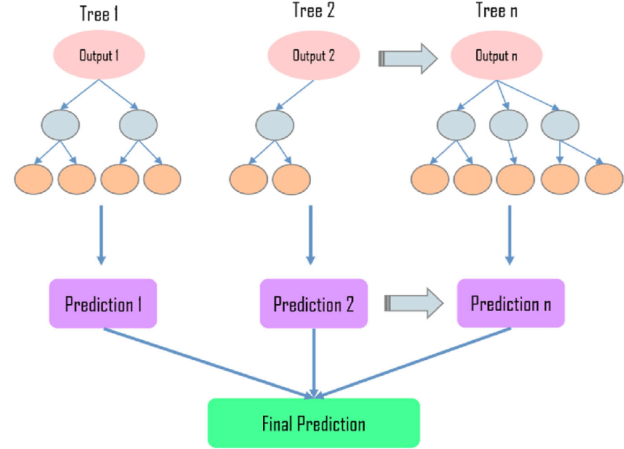 Tree 1
Tree 2
Tree n
Output 1
Output 2
Output n
Prediction 1
Prediction 2
Prediction n
Final Prediction